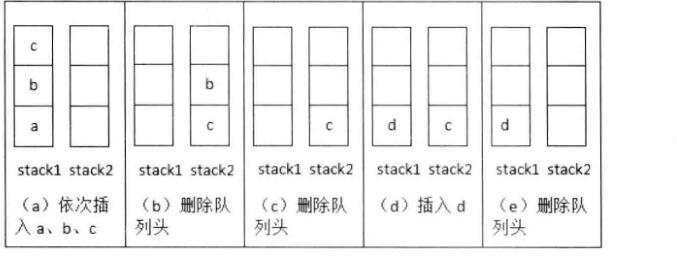 c
b
a
stack1 stack2
（a）依次插
入 a、b、c
b
c
stack1 stack2
（b）删除队
列头
c
stack1 stack2
（c）删除队
列头
d
c
stack1 stack2
（d）插入 d
d
stack1 stack2
（e）删除队
列头